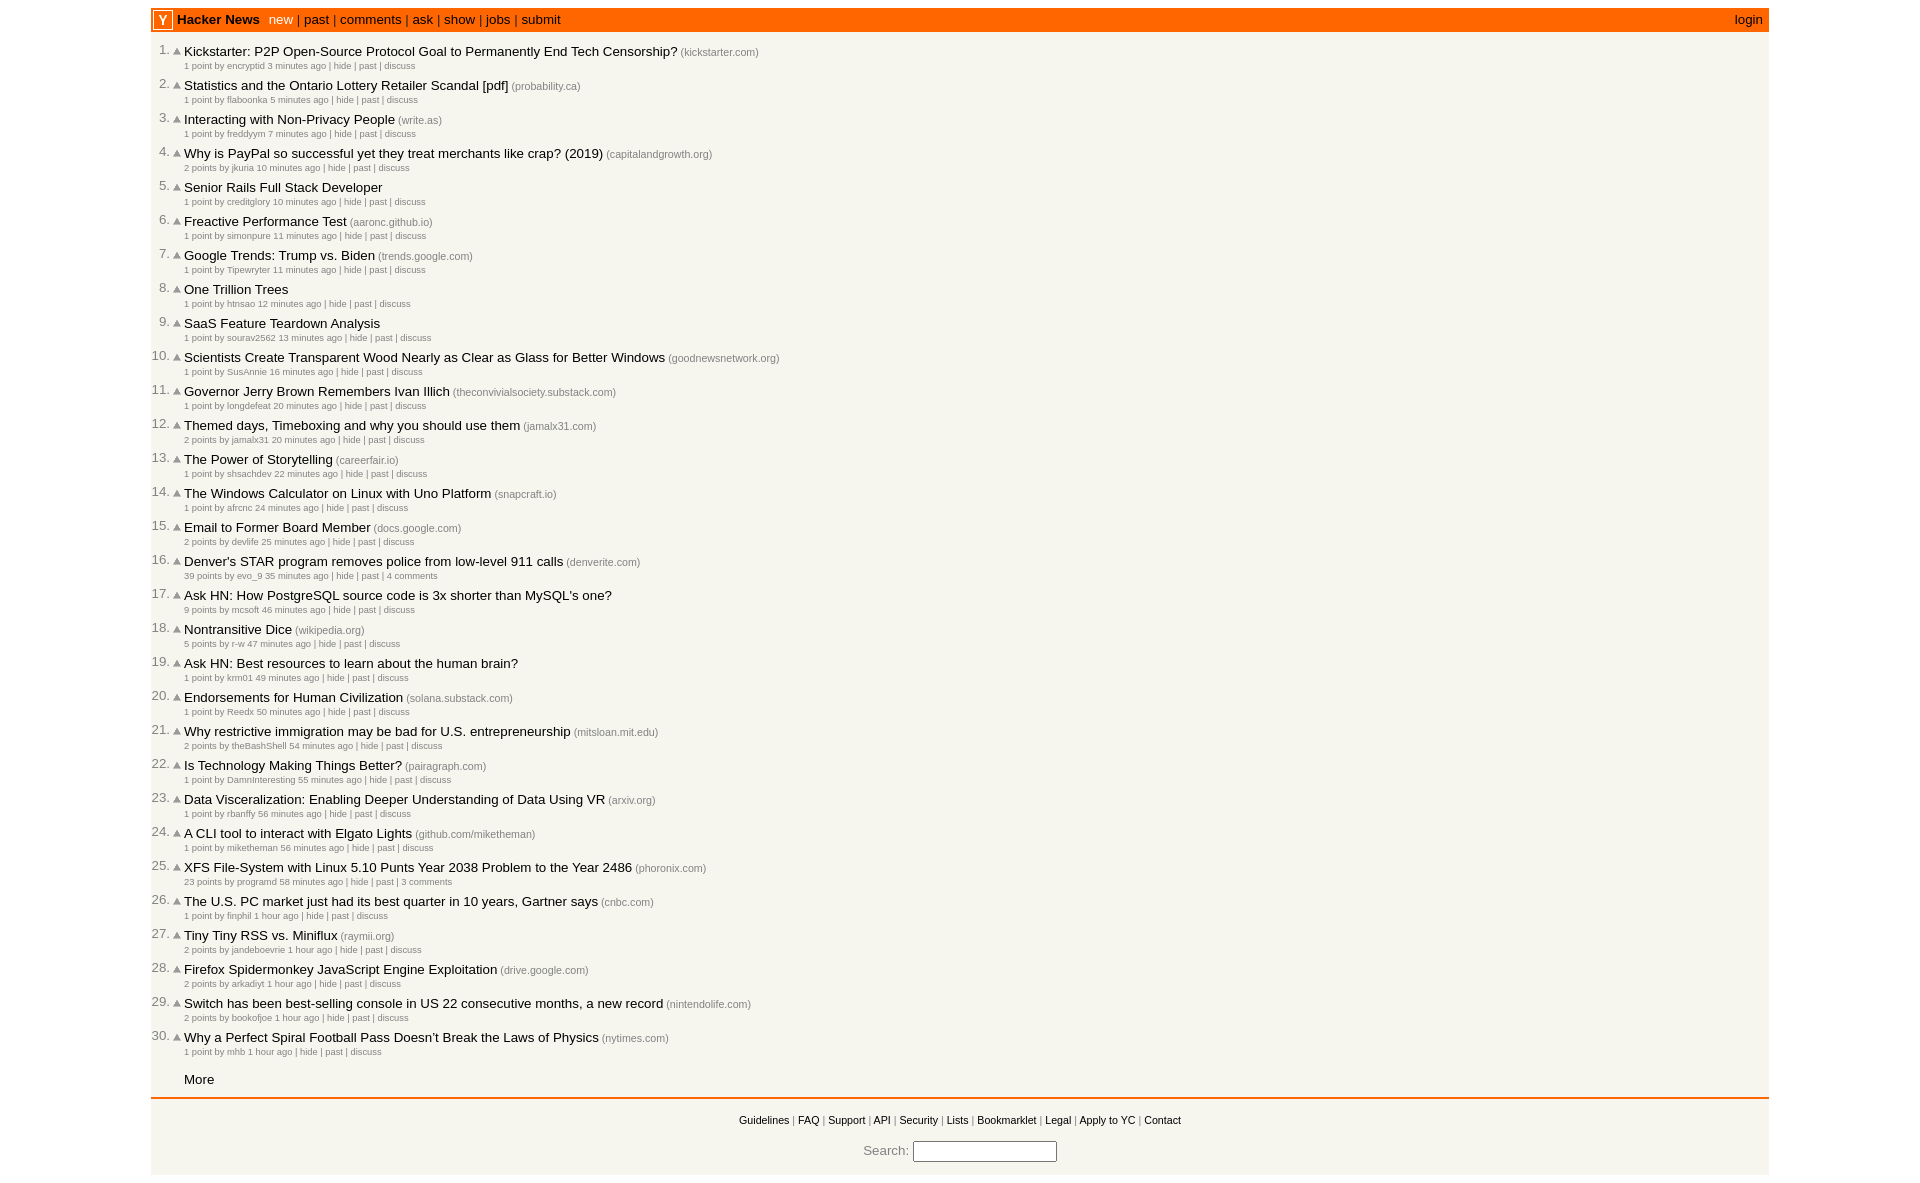 Y Hacker News new | past | comments | ask | show | jobs | submit login
1. Kickstarter: P2P Open-Source Protocol Goal to Permanently End Tech Censorship? (kickstarter.com)
1 point by encryptid 3 minutes ago | hide | past | discuss
2. Statistics and the Ontario Lottery Retailer Scandal [pdf] (probability.ca)
1 point by flaboonka 5 minutes ago | hide | past | discuss
3. Interacting with Non-Privacy People (write.as)
1 point by freddyym 7 minutes ago | hide | past | discuss
4. Why is PayPal so successful yet they treat merchants like crap? (2019) (capitalandgrowth.org)
2 points by jkuria 10 minutes ago | hide | past | discuss
5. Senior Rails Full Stack Developer
1 point by creditglory 10 minutes ago | hide | past | discuss
6. Freactive Performance Test (aaronc.github.io)
1 point by simonpure 11 minutes ago | hide | past | discuss
7. Google Trends: Trump vs. Biden (trends.google.com)
1 point by Tipewryter 11 minutes ago | hide | past | discuss
8. One Trillion Trees
1 point by htnsao 12 minutes ago | hide | past | discuss
9. SaaS Feature Teardown Analysis
1 point by sourav2562 13 minutes ago | hide | past | discuss
10. Scientists Create Transparent Wood Nearly as Clear as Glass for Better Windows (goodnewsnetwork.org)
1 point by SusAnnie 16 minutes ago | hide | past | discuss
11. Governor Jerry Brown Remembers Ivan Illich (theconvivialsociety.substack.com)
1 point by longdefeat 20 minutes ago | hide | past | discuss
12. Themed days, Timeboxing and why you should use them (jamalx31.com)
2 points by jamalx31 20 minutes ago | hide | past | discuss
13. The Power of Storytelling (careerfair.io)
1 point by shsachdev 22 minutes ago | hide | past | discuss
14. The Windows Calculator on Linux with Uno Platform (snapcraft.io)
1 point by afrcnc 24 minutes ago | hide | past | discuss
15. Email to Former Board Member (docs.google.com)
2 points by devlife 25 minutes ago | hide | past | discuss
16. Denver's STAR program removes police from low-level 911 calls (denverite.com)
39 points by evo_9 35 minutes ago | hide | past | 4 comments
17. Ask HN: How PostgreSQL source code is 3x shorter than MySQL's one?
9 points by mcsoft 46 minutes ago | hide | past | discuss
18. Nontransitive Dice (wikipedia.org)
5 points by r-w 47 minutes ago | hide | past | discuss
19. Ask HN: Best resources to learn about the human brain?
1 point by krm01 49 minutes ago | hide | past | discuss
20. Endorsements for Human Civilization (solana.substack.com)
1 point by Reedx 50 minutes ago | hide | past | discuss
21. Why restrictive immigration may be bad for U.S. entrepreneurship (mitsloan.mit.edu)
2 points by theBashShell 54 minutes ago | hide | past | discuss
22. Is Technology Making Things Better? (pairagraph.com)
1 point by DamnInteresting 55 minutes ago | hide | past | discuss
23. Data Visceralization: Enabling Deeper Understanding of Data Using VR (arxiv.org)
1 point by rbanffy 56 minutes ago | hide | past | discuss
24. A CLI tool to interact with Elgato Lights (github.com/miketheman)
1 point by miketheman 56 minutes ago | hide | past | discuss
25. XFS File-System with Linux 5.10 Punts Year 2038 Problem to the Year 2486 (phoronix.com)
23 points by programd 58 minutes ago | hide | past | 3 comments
26. The U.S. PC market just had its best quarter in 10 years, Gartner says (cnbc.com)
1 point by finphil 1 hour ago | hide | past | discuss
27. Tiny Tiny RSS vs. Miniflux (raymii.org)
2 points by jandeboevrie 1 hour ago | hide | past | discuss
28. Firefox Spidermonkey JavaScript Engine Exploitation (drive.google.com)
2 points by arkadiyt 1 hour ago | hide | past | discuss
29. Switch has been best-selling console in US 22 consecutive months, a new record (nintendolife.com)
2 points by bookofjoe 1 hour ago | hide | past | discuss
30. Why a Perfect Spiral Football Pass Doesn’t Break the Laws of Physics (nytimes.com)
1 point by mhb 1 hour ago | hide | past | discuss
More
Guidelines | FAQ | Support | API | Security | Lists | Bookmarklet | Legal | Apply to YC | Contact
Search: